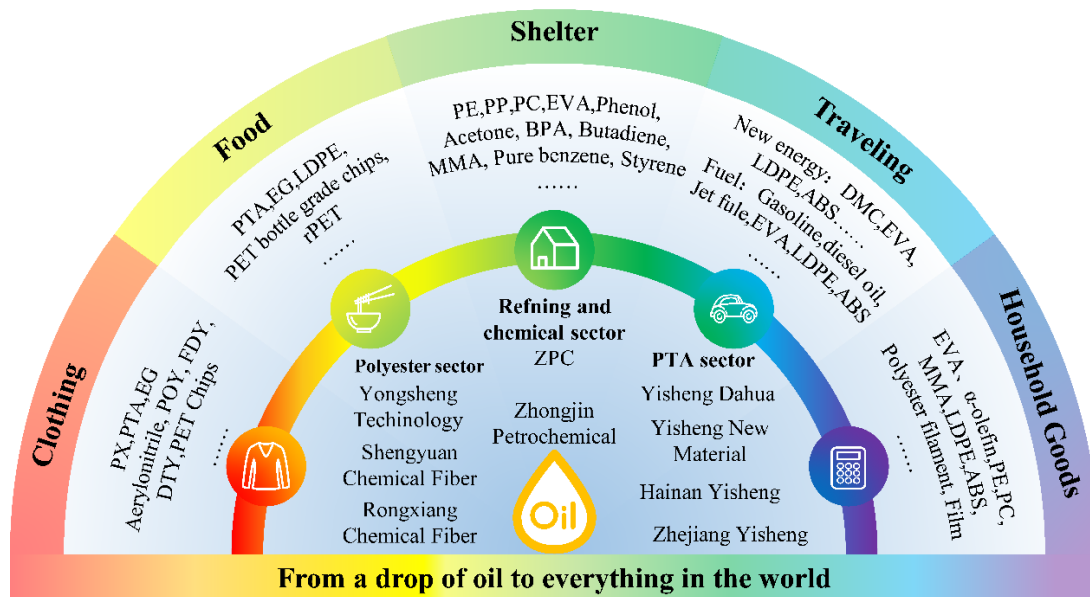 Shelter
Food
Traveling
Clothing
Household Goods
PX,PTA,EG
Aerylonitrile, POY, FDY,
DTY,PET Chips
......
PTA,EG,LDPE,
PET bottle grade chips,
rPET
......
PE,PP,PC,EVA,Phenol,
Acetone, BPA, Butadiene,
MMA, Pure benzene, Styrene
......
New energy：DMC,EVA,
LDPE,ABS......
Fuel：Gasoline,diesel oil,
Jet fule,EVA,LDPE,ABS
......
EVA、α-olefin,PE,PC,
MMA,LDPE,ABS,
Polyester filament, Film
......
Polyester sector
Yongsheng
Techinology
Shengyuan
Chemical Fiber
Rongxiang
Chemical Fiber
Refning and
chemical sector
ZPC
Zhongjin
Petrochemical
Oil
PTA sector
Yisheng Dahua
Yisheng New
Material
Hainan Yisheng
Zhejiang Yisheng
From a drop of oil to everything in the world